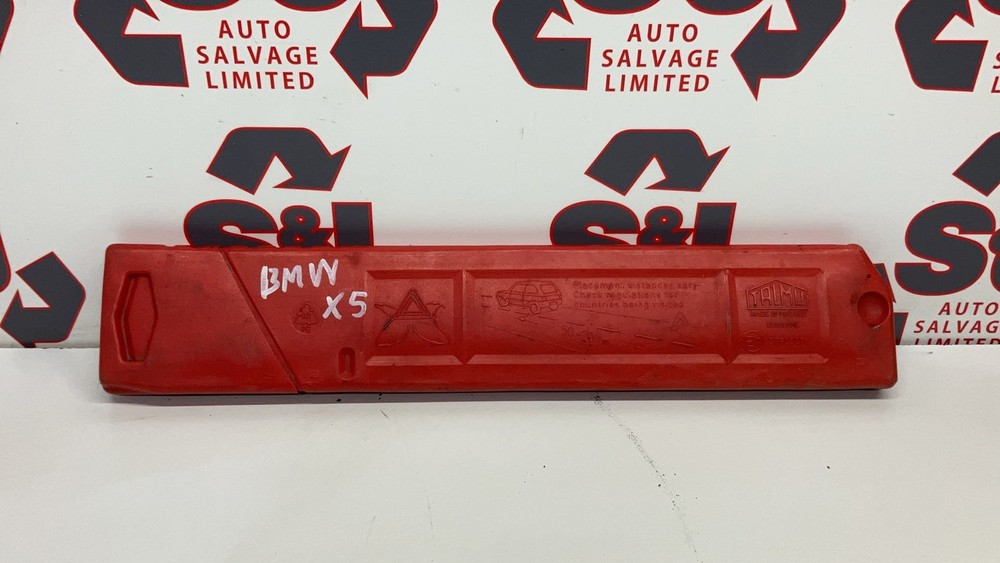 AUTO
SALVAGE
LIMITED
AUTO
SALVAGE
LIMITED
S&L
S&L
BMW
X5
Placement distances vary
Check regulations for
countries being visited
TRIMO
AUTO
SALVAGE
LIMITED